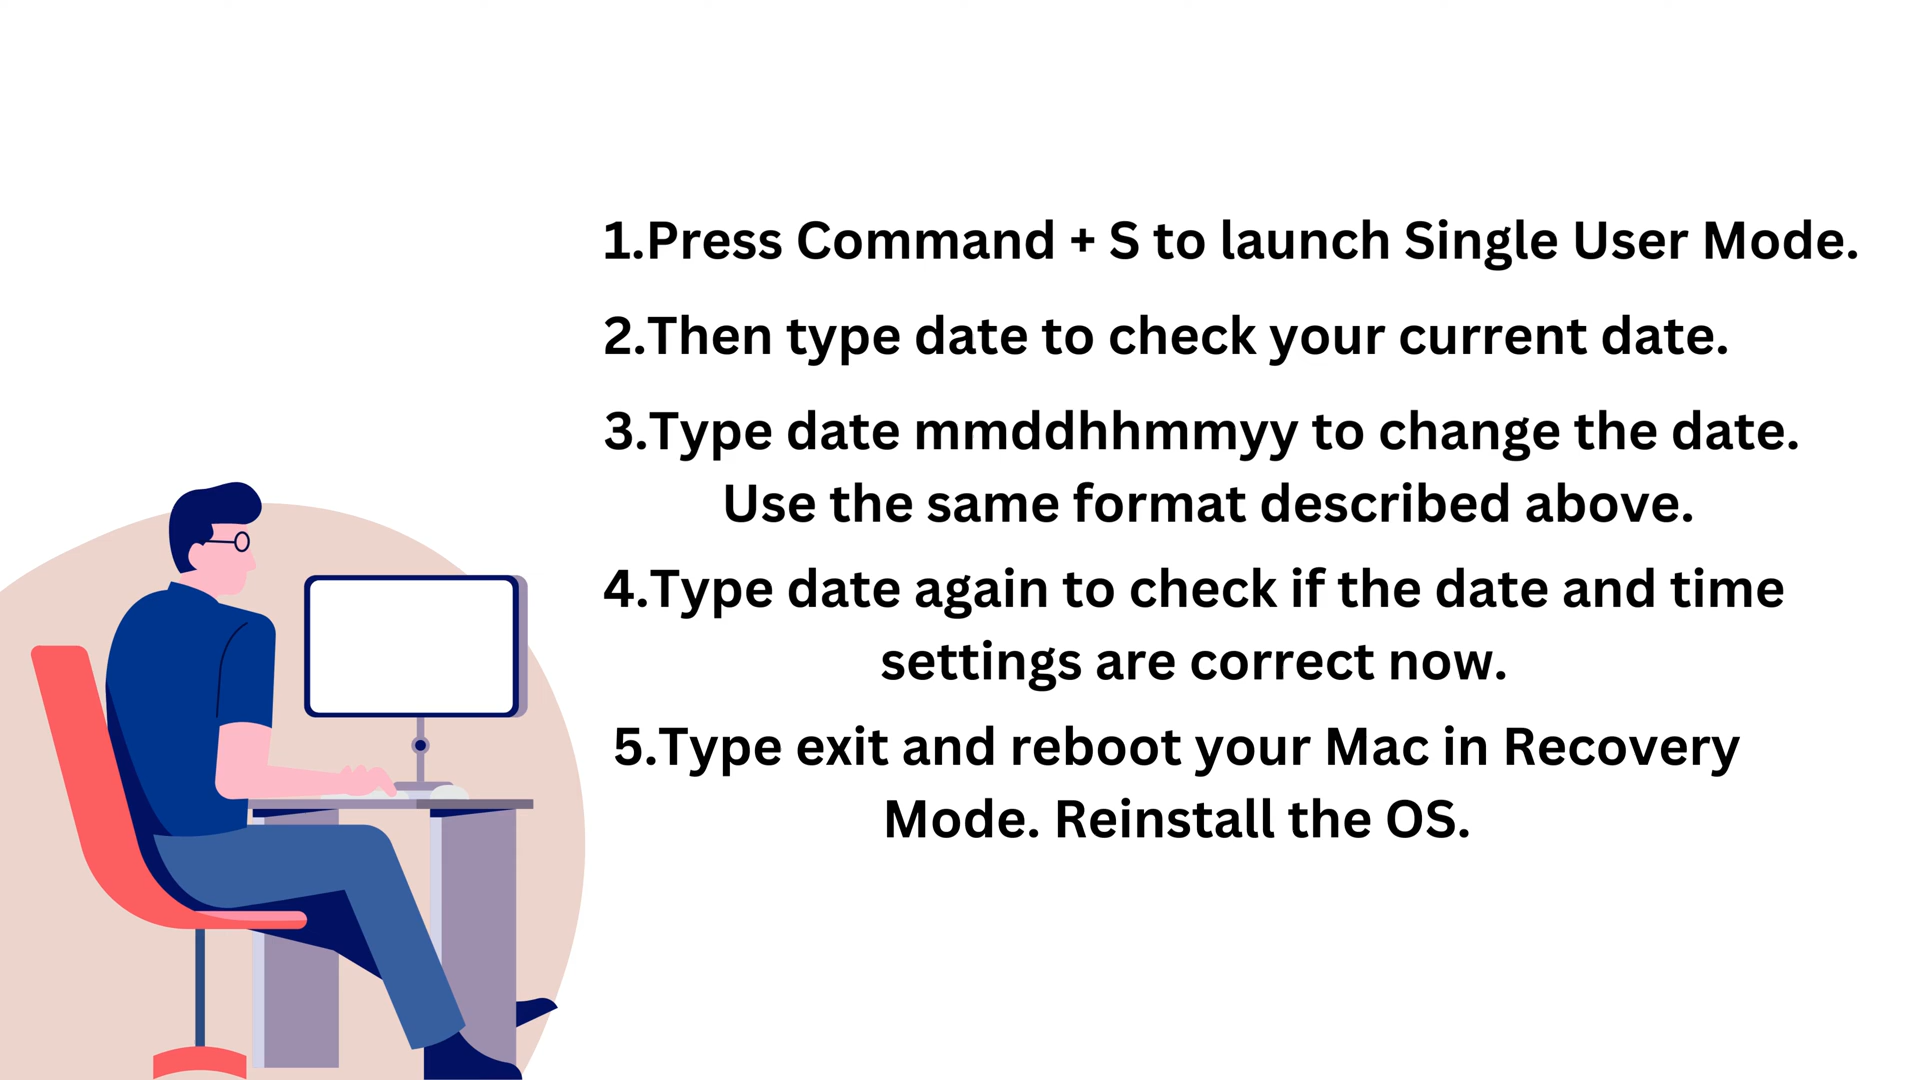 1.Press Command + S to launch Single User Mode.
2.Then type date to check your current date.
3.Type date mmddhhmmyy to change the date.
Use the same format described above.
4.Type date again to check if the date and time
settings are correct now.
5.Type exit and reboot your Mac in Recovery
Mode. Reinstall the OS.